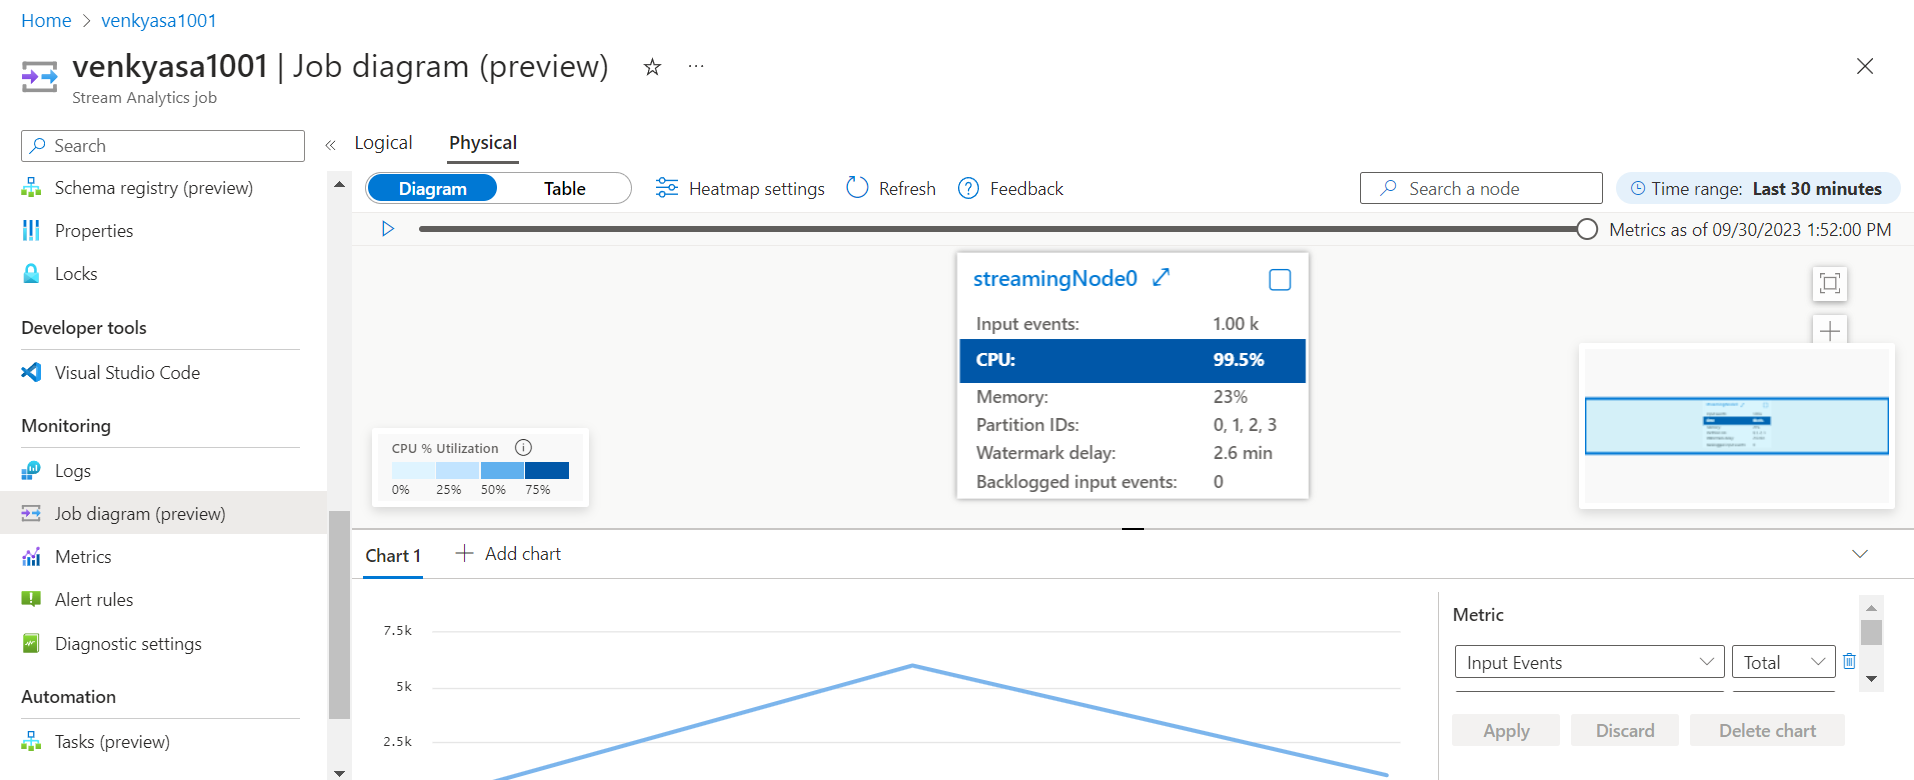 Home > venkyasa1001
venkyasa1001 | Job diagram (preview)
Stream Analytics job
Search
Schema registry (preview)
Properties
Locks
Developer tools
Visual Studio Code
Monitoring
Logs
Job diagram (preview)
Metrics
Alert rules
Diagnostic settings
Automation
Tasks (preview)
Logical Physical
Diagram Table Heatmap settings Refresh Feedback Search a node Time range: Last 30 minutes
Metrics as of 09/30/2023 1:52:00 PM
streamingNode0
Input events: 1.00 k
CPU: 99.5%
Memory: 23%
Partition IDs: 0, 1, 2, 3
Watermark delay: 2.6 min
Backlogged input events: 0
CPU % Utilization
0% 25% 50% 75%
Chart 1 Add chart
7.5k
5k
2.5k
Metric
Input Events Total
Apply Discard Delete chart